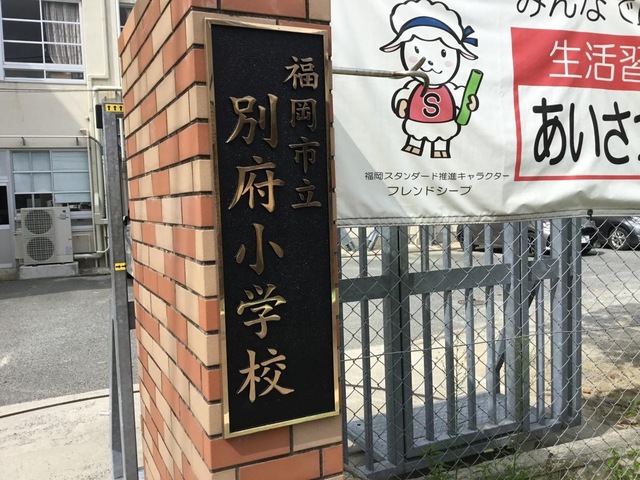 福岡市立
別府小学校
みんなで
生活習
あいさつ
S
福岡スタンダード推進キャラクター
フレンドシープ